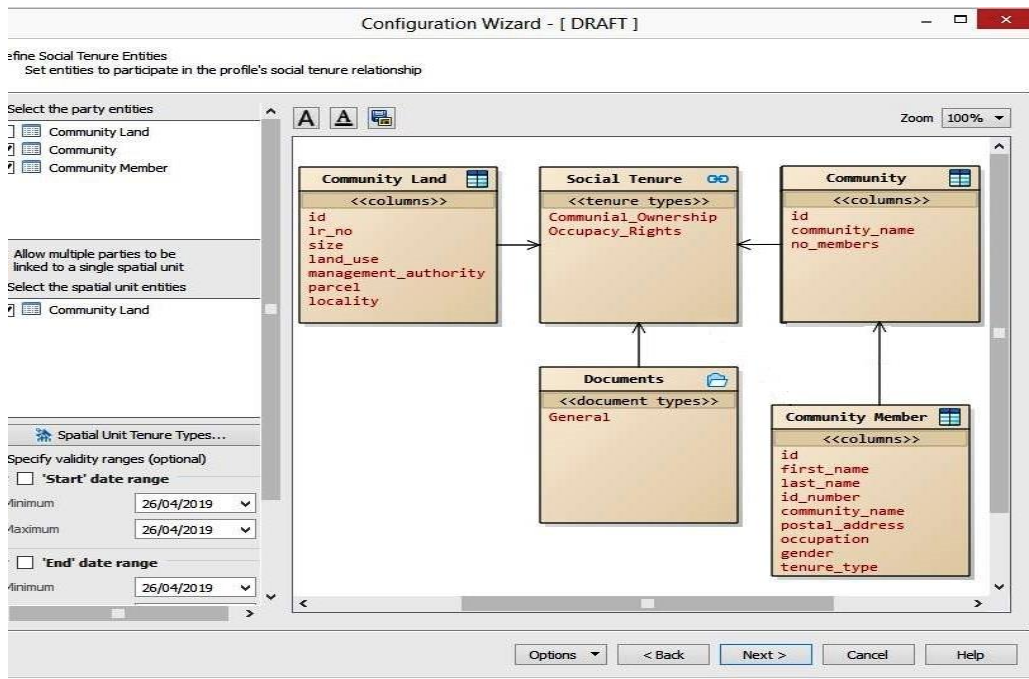 Configuration Wizard - [ DRAFT ]
efine Social Tenure Entities
Set entities to participate in the profile's social tenure relationship
Select the party entities
Community Land
Community
Community Member
Allow multiple parties to be
linked to a single spatial unit
Select the spatial unit entities
Community Land
Spatial Unit Tenure Types...
Specify validity ranges (optional)
'Start' date range
Minimum 26/04/2019
Maximum 26/04/2019
'End' date range
Minimum 26/04/2019
A A
Zoom 100%
Community Land
<<columns>>
id
lr_no
size
land_use
management_authority
parcel
locality
Social Tenure
<<tenure types>>
Communial_Ownership
Occupacy_Rights
Community
<<columns>>
id
community_name
no_members
Documents
<<document types>>
General
Community Member
<<columns>>
id
first_name
last_name
id_number
community_name
postal_address
occupation
gender
tenure_type
Options < Back Next > Cancel Help